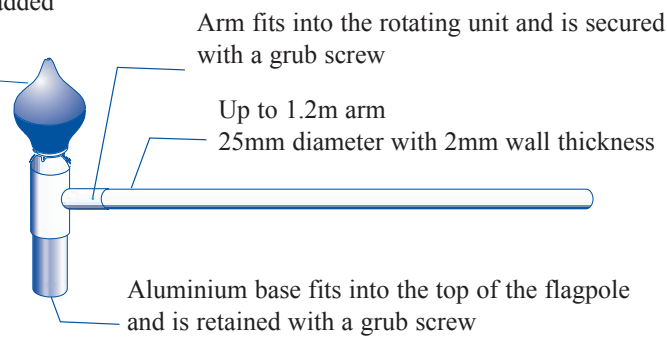 added
Arm fits into the rotating unit and is secured
with a grub screw
Up to 1.2m arm
25mm diameter with 2mm wall thickness
Aluminium base fits into the top of the flagpole
and is retained with a grub screw